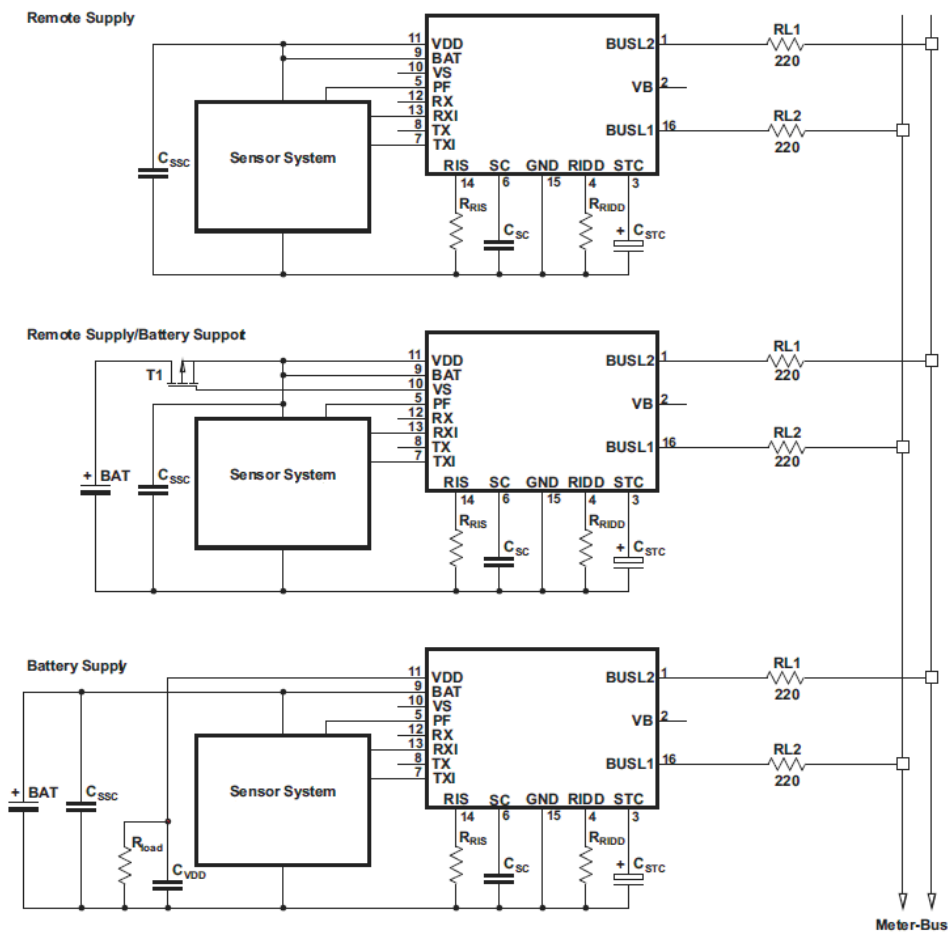 Remote Supply
RL1
220
11 VDD
9 BAT
10 VS
5 PF
12 RX
13 RXI
8 TX
7 TXI
BUSL2 1
VB 2
BUSL1 16
RL2
220
RIS SC GND RIDD STC
14 6 15 4 3
Sensor System
CSSC
RRIS
CSC
RRIDD
+ CSTC
Remote Supply/Battery Suppot
RL1
220
T1
11 VDD
9 BAT
10 VS
5 PF
12 RX
13 RXI
8 TX
7 TXI
BUSL2 1
VB 2
BUSL1 16
RL2
220
RIS SC GND RIDD STC
14 6 15 4 3
+ BAT
CSSC
Sensor System
RRIS
CSC
RRIDD
+ CSTC
Battery Supply
RL1
220
11 VDD
9 BAT
10 VS
5 PF
12 RX
13 RXI
8 TX
7 TXI
BUSL2 1
VB 2
BUSL1 16
RL2
220
RIS SC GND RIDD STC
14 6 15 4 3
+ BAT
CSSC
Sensor System
Rload
CVDD
RRIS
CSC
RRIDD
+ CSTC
Meter-Bus